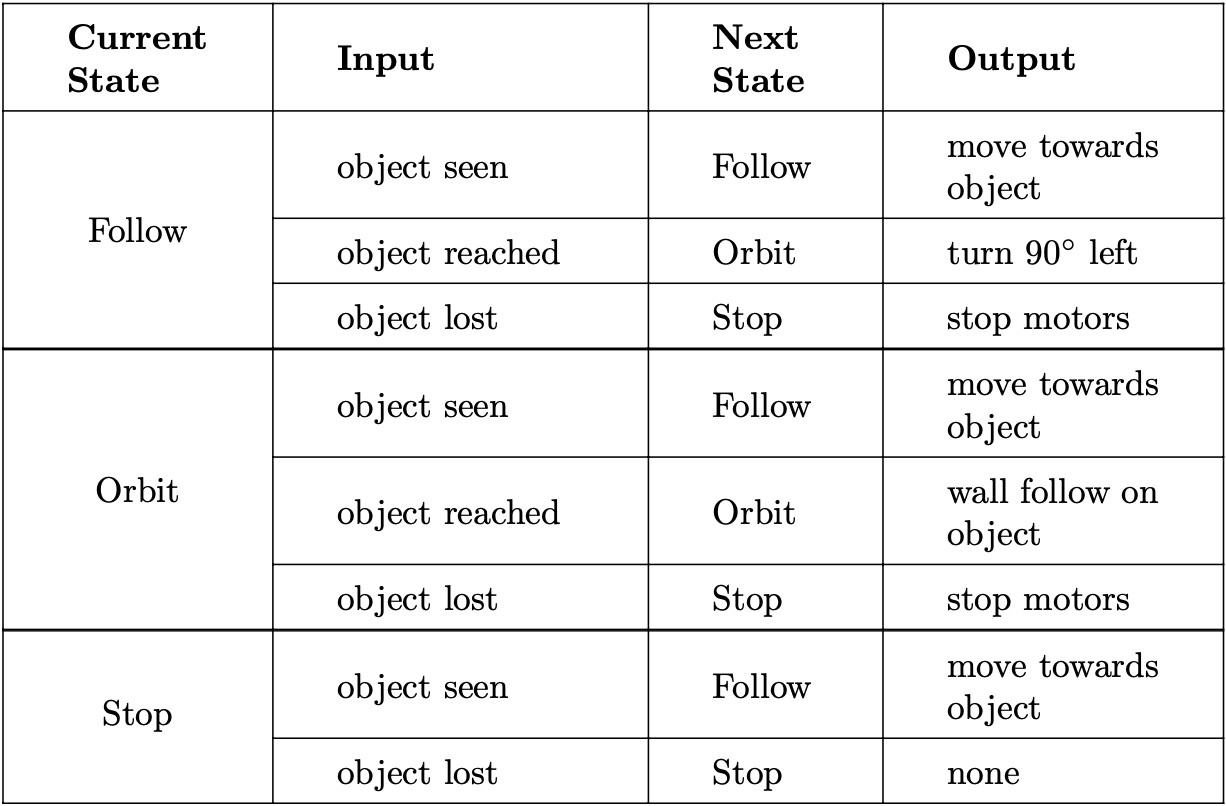 Current
State
Input
Next
State
Output
Follow
object seen
Follow
move towards
object
object reached
Orbit
turn 90° left
object lost
Stop
stop motors
Orbit
object seen
Follow
move towards
object
object reached
Orbit
wall follow on
object
object lost
Stop
stop motors
Stop
object seen
Follow
move towards
object
object lost
Stop
none